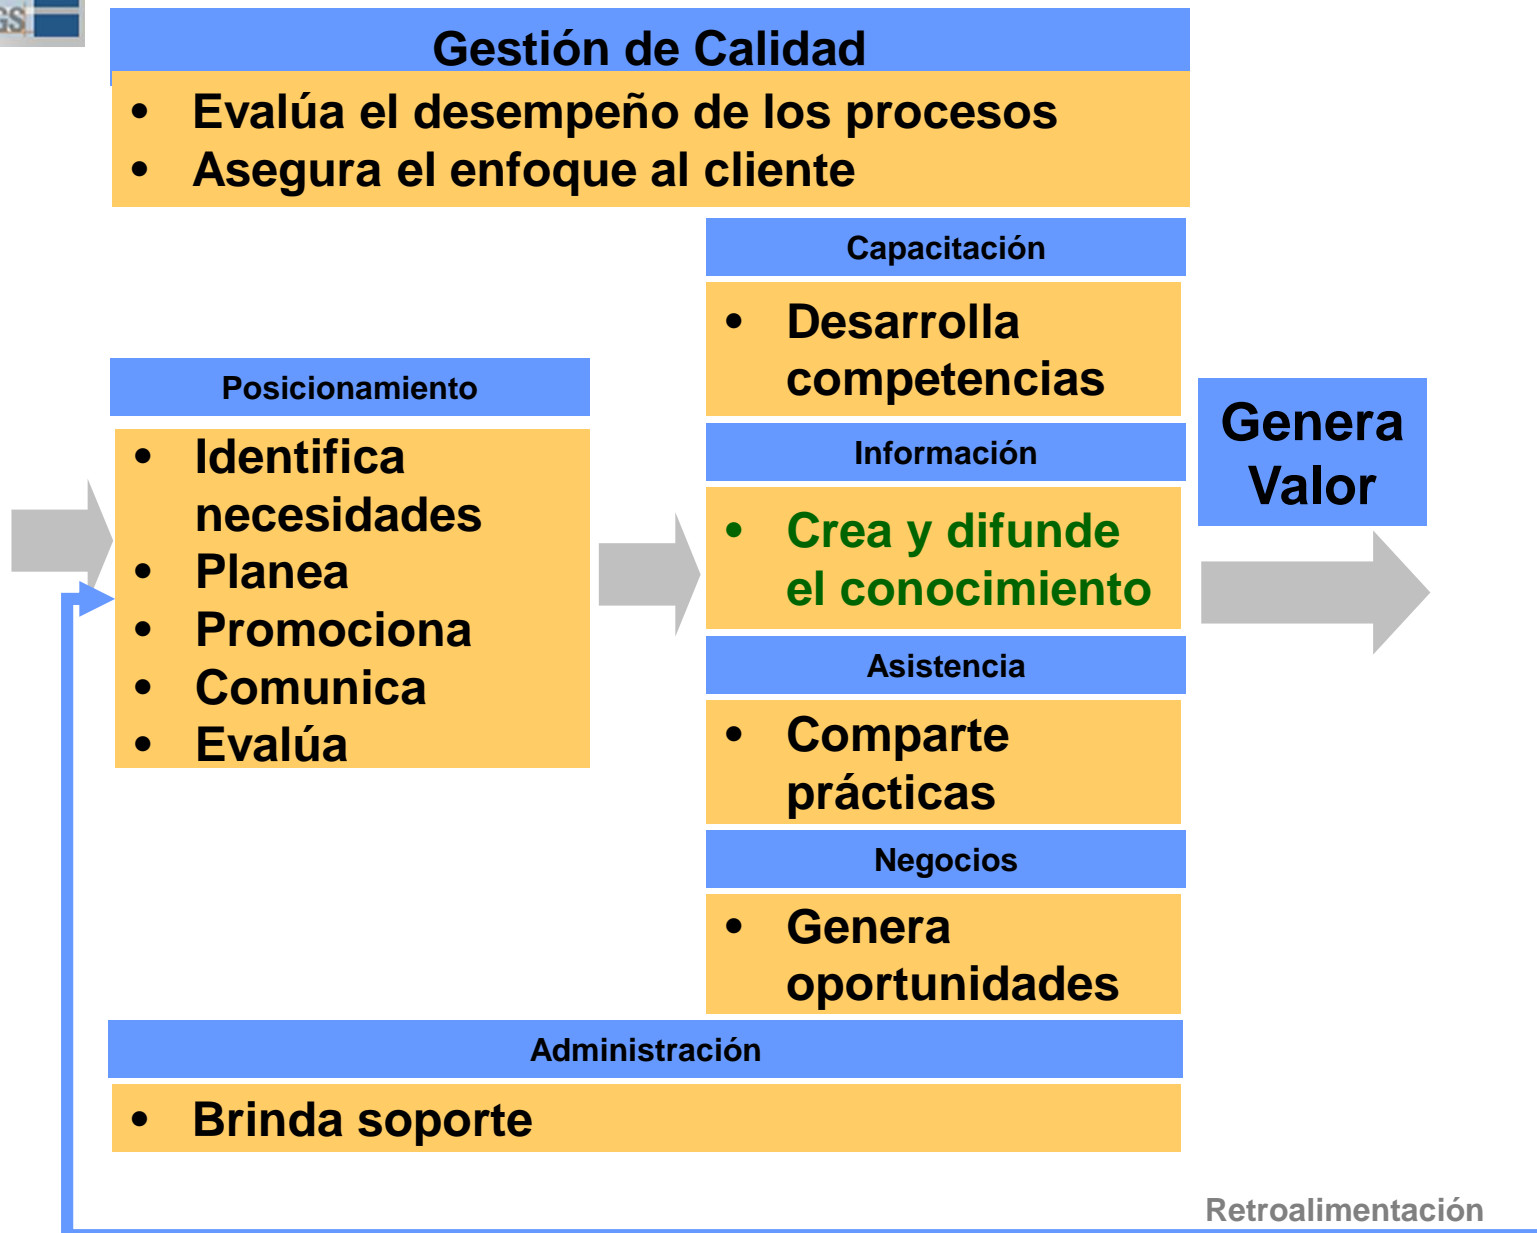 GS
Gestión de Calidad
• Evalúa el desempeño de los procesos
• Asegura el enfoque al cliente
Posicionamiento
• Identifica
necesidades
• Planea
• Promociona
• Comunica
• Evalúa
Capacitación
• Desarrolla
competencias
Información
• Crea y difunde
el conocimiento
Asistencia
• Comparte
prácticas
Negocios
• Genera
oportunidades
Genera
Valor
Administración
• Brinda soporte
Retroalimentación